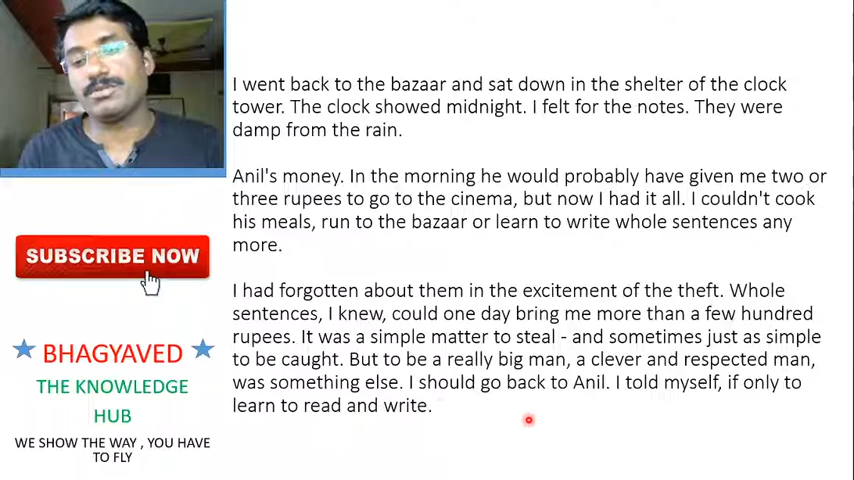 I went back to the bazaar and sat down in the shelter of the clock
tower. The clock showed midnight. I felt for the notes. They were
damp from the rain.
Anil's money. In the morning he would probably have given me two or
three rupees to go to the cinema, but now I had it all. I couldn't cook
his meals, run to the bazaar or learn to write whole sentences any
more.
I had forgotten about them in the excitement of the theft. Whole
sentences, I knew, could one day bring me more than a few hundred
rupees. It was a simple matter to steal - and sometimes just as simple
to be caught. But to be a really big man, a clever and respected man,
was something else. I should go back to Anil. I told myself, if only to
learn to read and write.
SUBSCRIBE NOW
BHAGYAVED
THE KNOWLEDGE
HUB
WE SHOW THE WAY , YOU HAVE
TO FLY